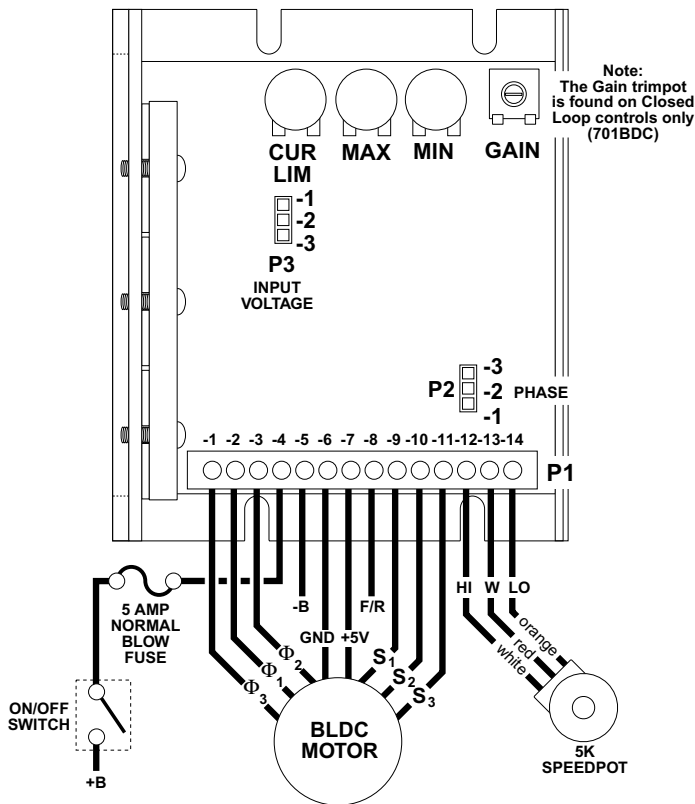 Note:
The Gain trimpot
is found on Closed
Loop controls only
(701BDC)
CUR
LIM
MAX
MIN
GAIN
-1
-2
-3
P3
INPUT
VOLTAGE
-3
P2
-2
PHASE
-1
-1 -2 -3 -4 -5 -6 -7 -8 -9 -10 -11 -12 -13 -14
P1
5 AMP
NORMAL
BLOW
FUSE
-B
F/R
HI W LO
GND +5V
Φ3
Φ1
Φ2
S1
S2
S3
white
red
orange
ON/OFF
SWITCH
+B
BLDC
MOTOR
5K
SPEEDPOT